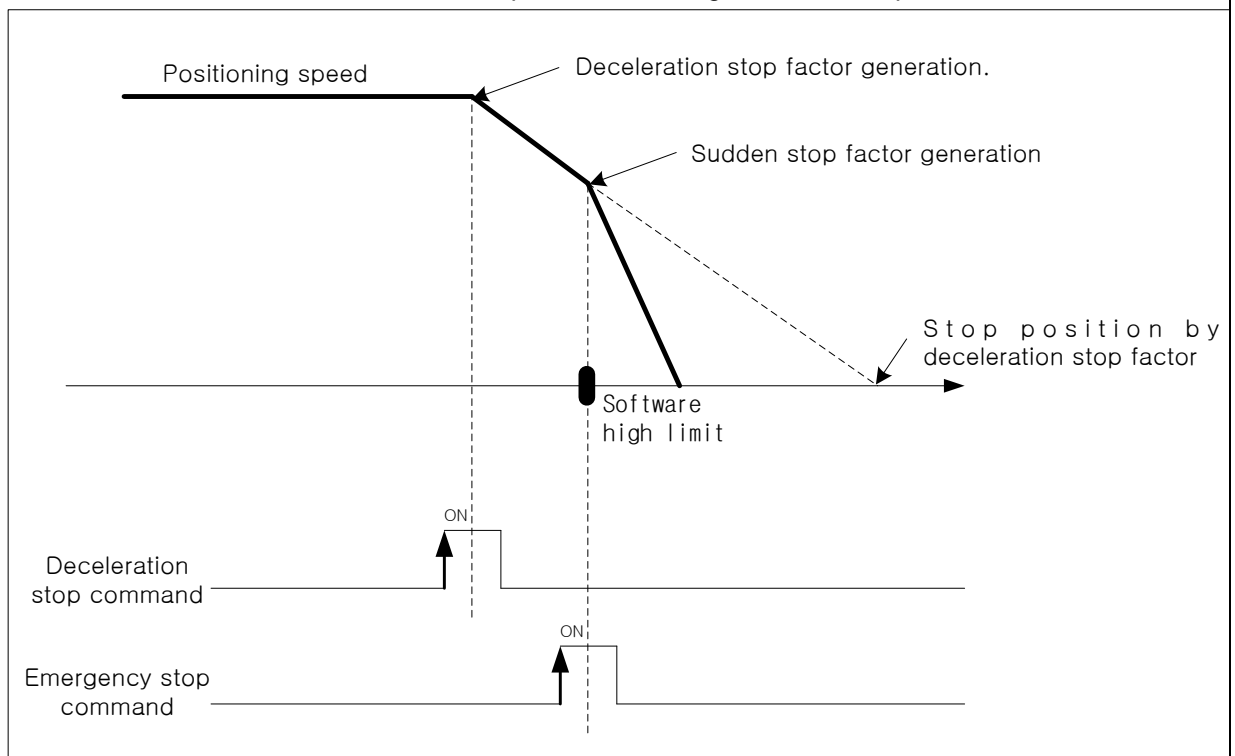 Positioning speed
Deceleration stop factor generation.
Sudden stop factor generation
Stop position by
deceleration stop factor
Software
high limit
ON
Deceleration
stop command
ON
Emergency stop
command